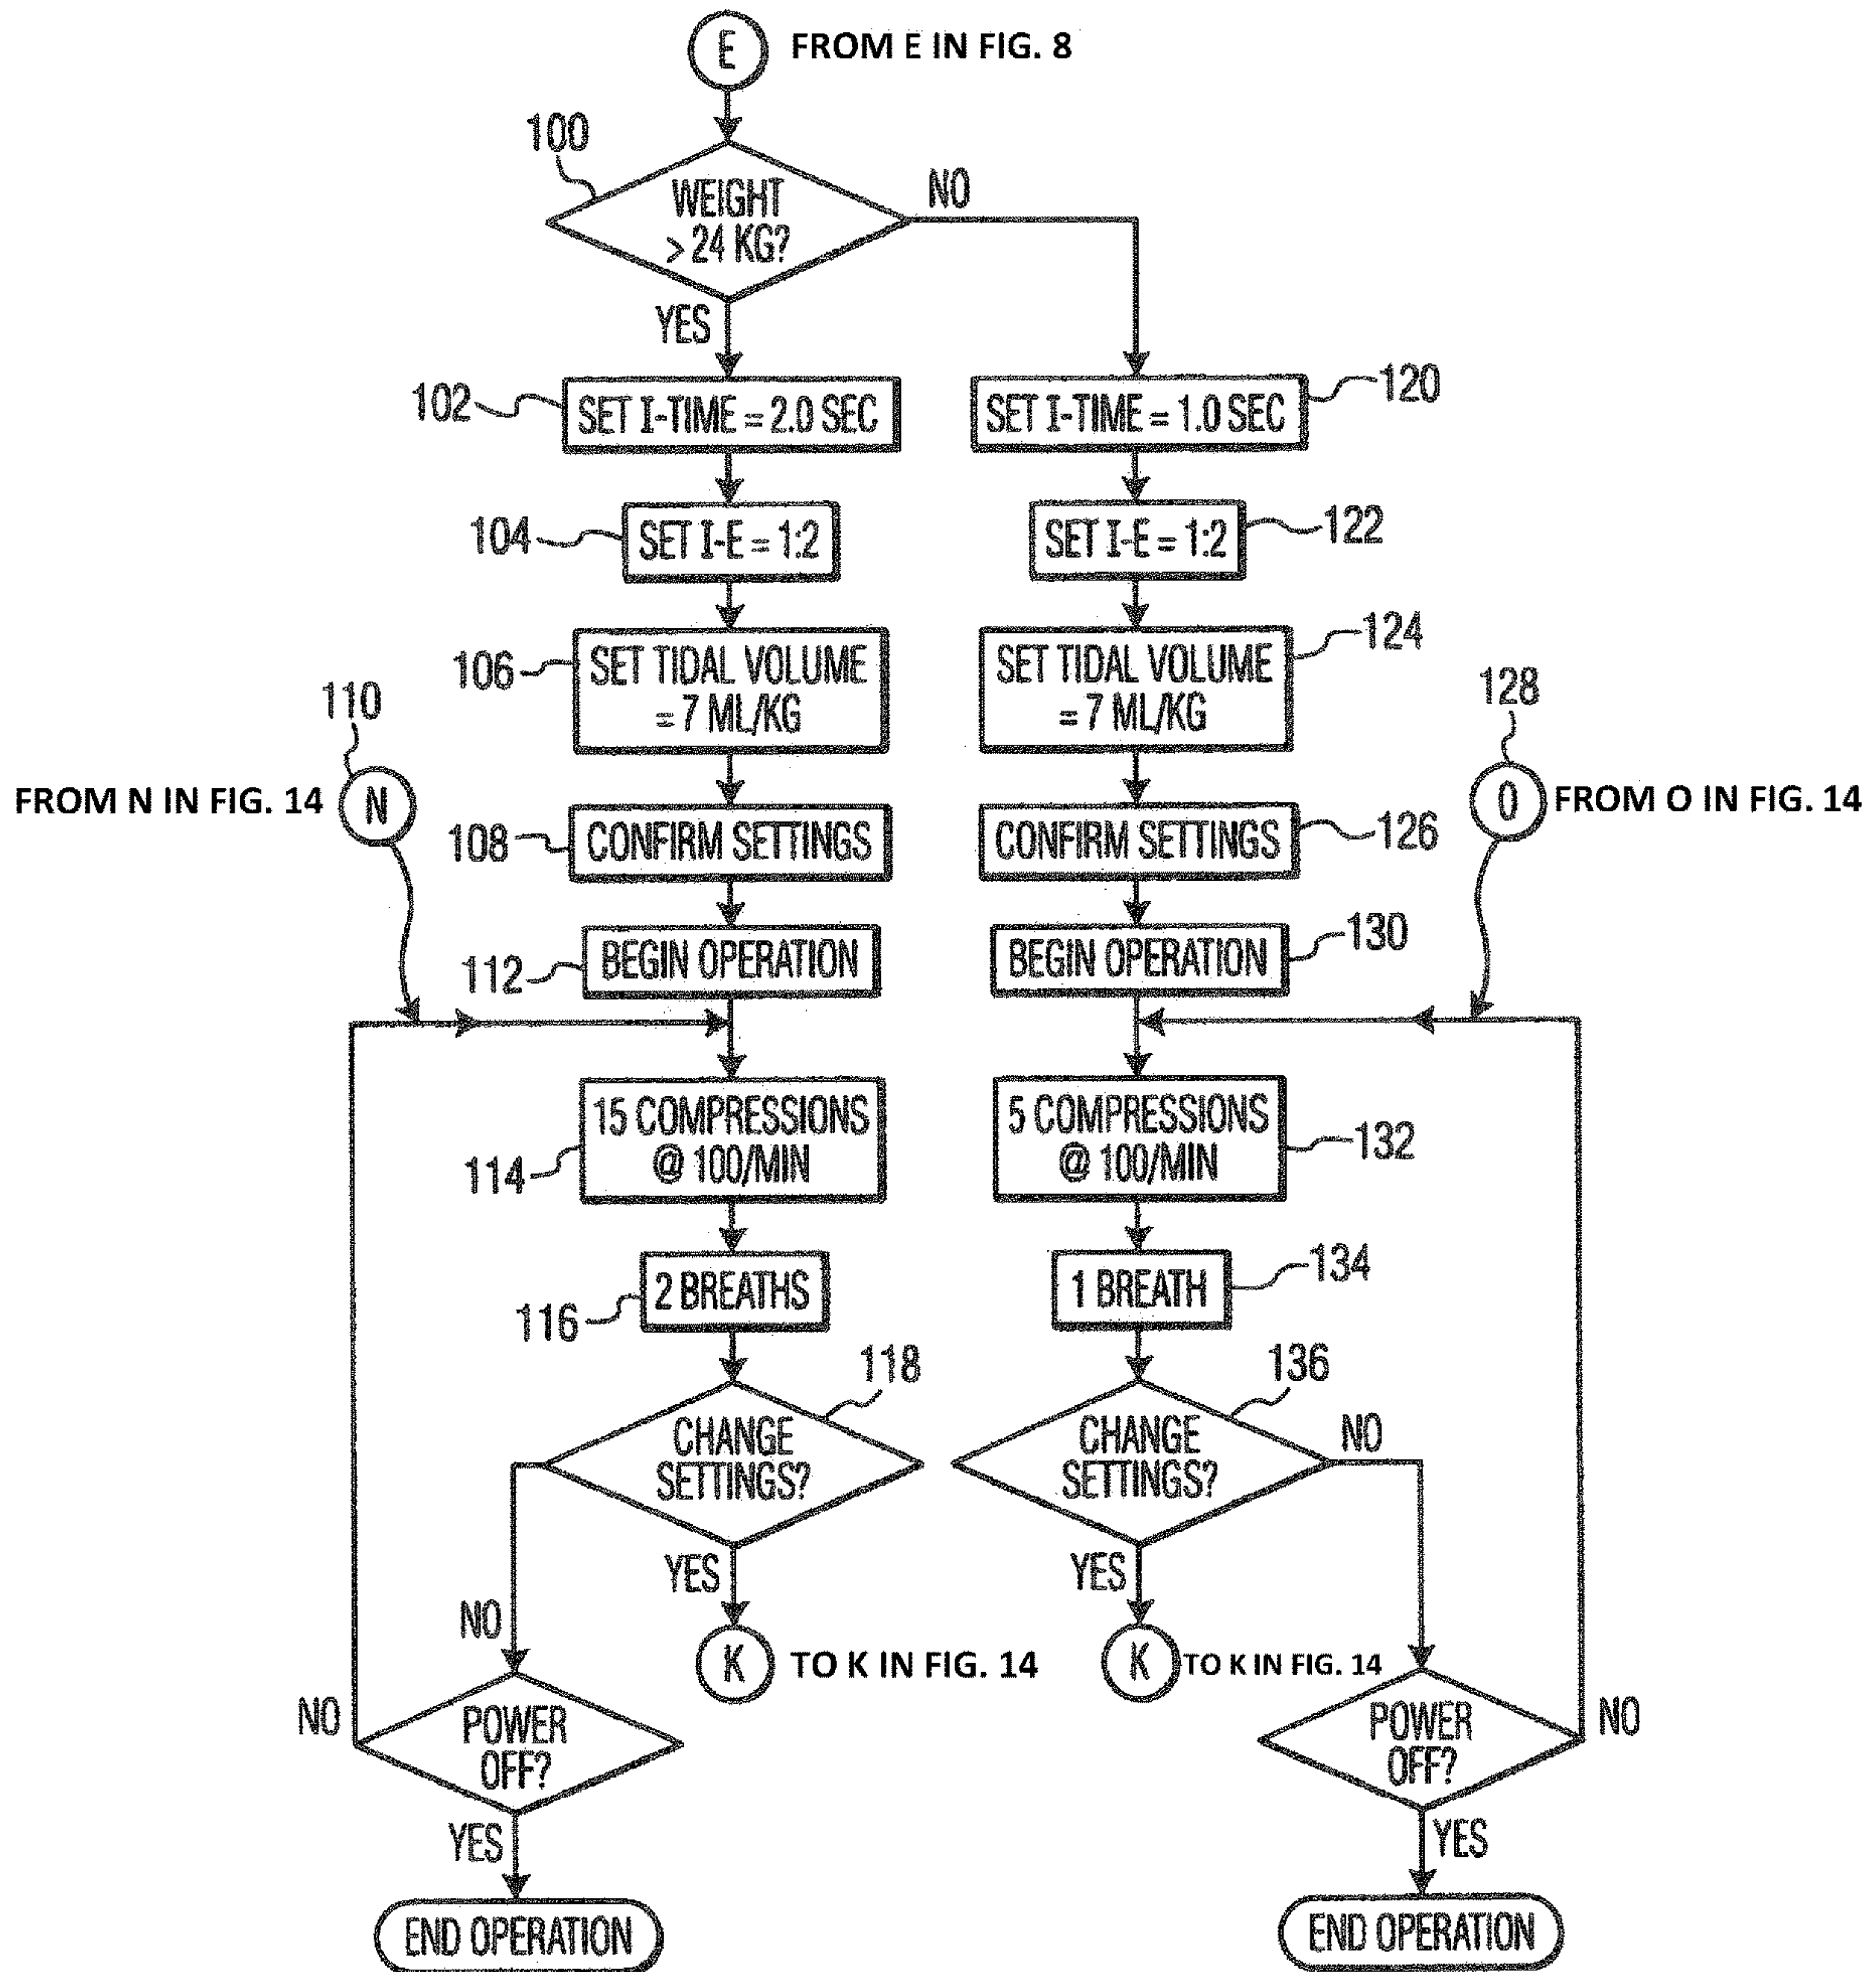 E FROM E IN FIG. 8
100
WEIGHT
> 24 KG?
NO
YES
102
SET I-TIME = 2.0 SEC
SET I-TIME = 1.0 SEC
120
104
SET I-E = 1:2
SET I-E = 1:2
122
106
SET TIDAL VOLUME
= 7 ML/KG
SET TIDAL VOLUME
= 7 ML/KG
124
110
128
FROM N IN FIG. 14 N
O FROM O IN FIG. 14
108
CONFIRM SETTINGS
CONFIRM SETTINGS
126
112
BEGIN OPERATION
BEGIN OPERATION
130
114
15 COMPRESSIONS
@ 100/MIN
5 COMPRESSIONS
@ 100/MIN
132
116
2 BREATHS
1 BREATH
134
118
CHANGE
SETTINGS?
136
CHANGE
SETTINGS?
NO
YES
YES
NO
K TO K IN FIG. 14
K TO K IN FIG. 14
NO
POWER
OFF?
POWER
OFF?
NO
YES
YES
END OPERATION
END OPERATION